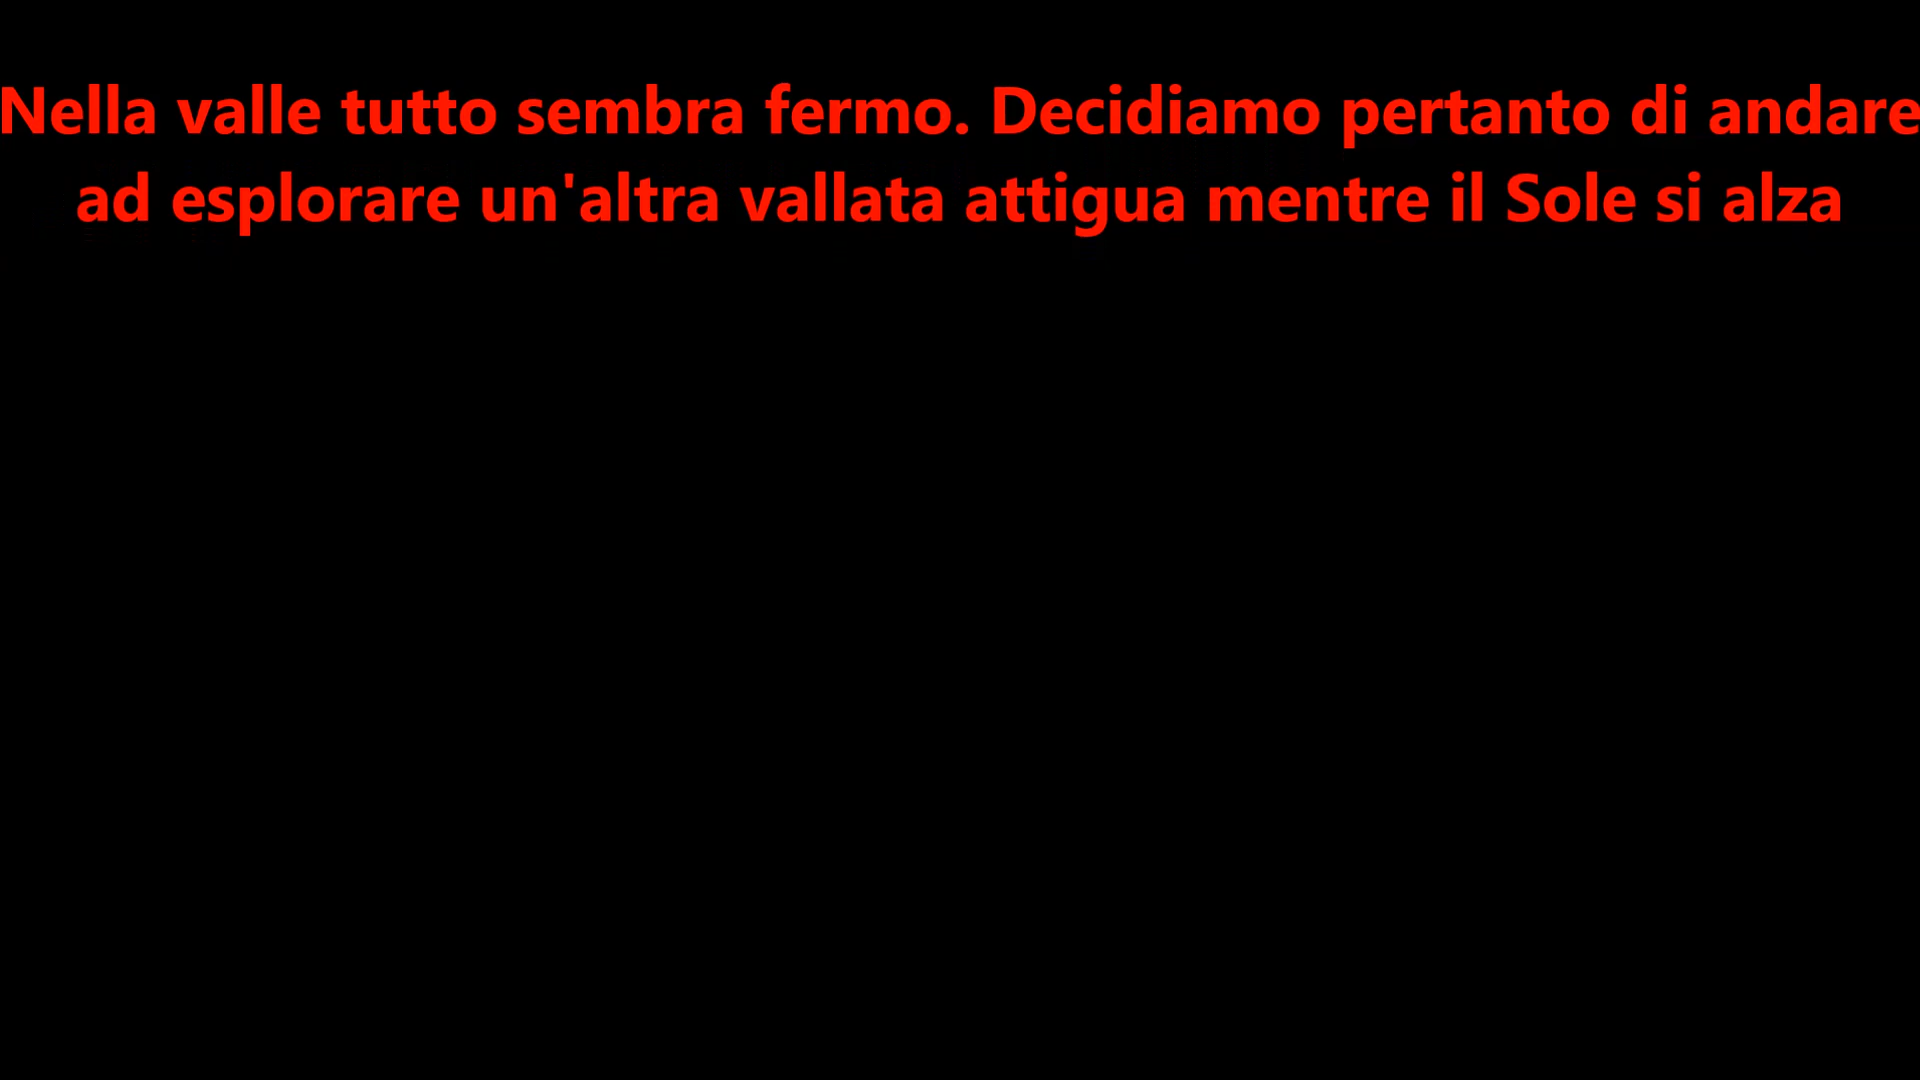 Nella valle tutto sembra fermo. Decidiamo pertanto di andare
ad esplorare un'altra vallata attigua mentre il Sole si alza